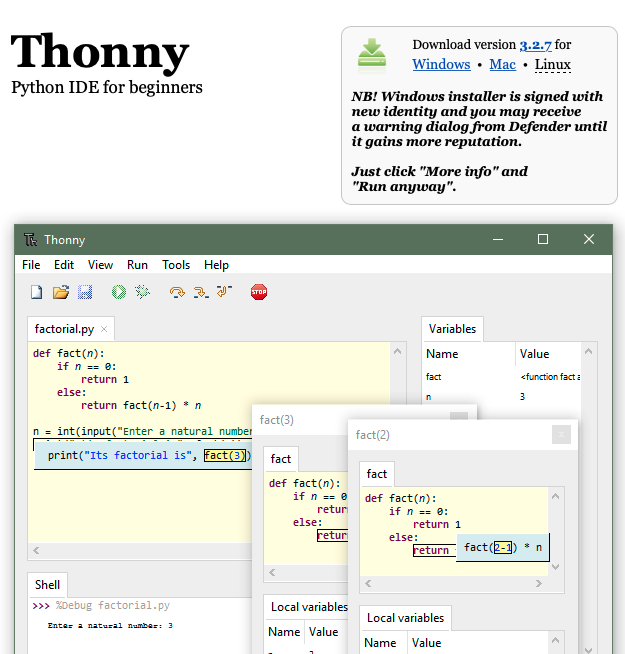 Thonny
Python IDE for beginners
Download version 3.2.7 for
Windows • Mac • Linux
NB! Windows installer is signed with
new identity and you may receive
a warning dialog from Defender until
it gains more reputation.
Just click "More info" and
"Run anyway".
Thonny
File Edit View Run Tools Help
STOP
factorial.py ×
def fact(n):
if n == 0:
return 1
else:
return fact(n-1) * n
n = int(input("Enter a natural number
print("Its factorial is", fact(3))
Variables
Name Value
fact <function fact a
n 3
fact(3)
fact
def fact(n):
if n == 0
return
else:
return
Local variables
Name Value
fact(2)
fact
def fact(n):
if n == 0:
return 1
else:
return fact(2-1) * n
Local variables
Name Value
Shell
>>> %Debug factorial.py
Enter a natural number: 3